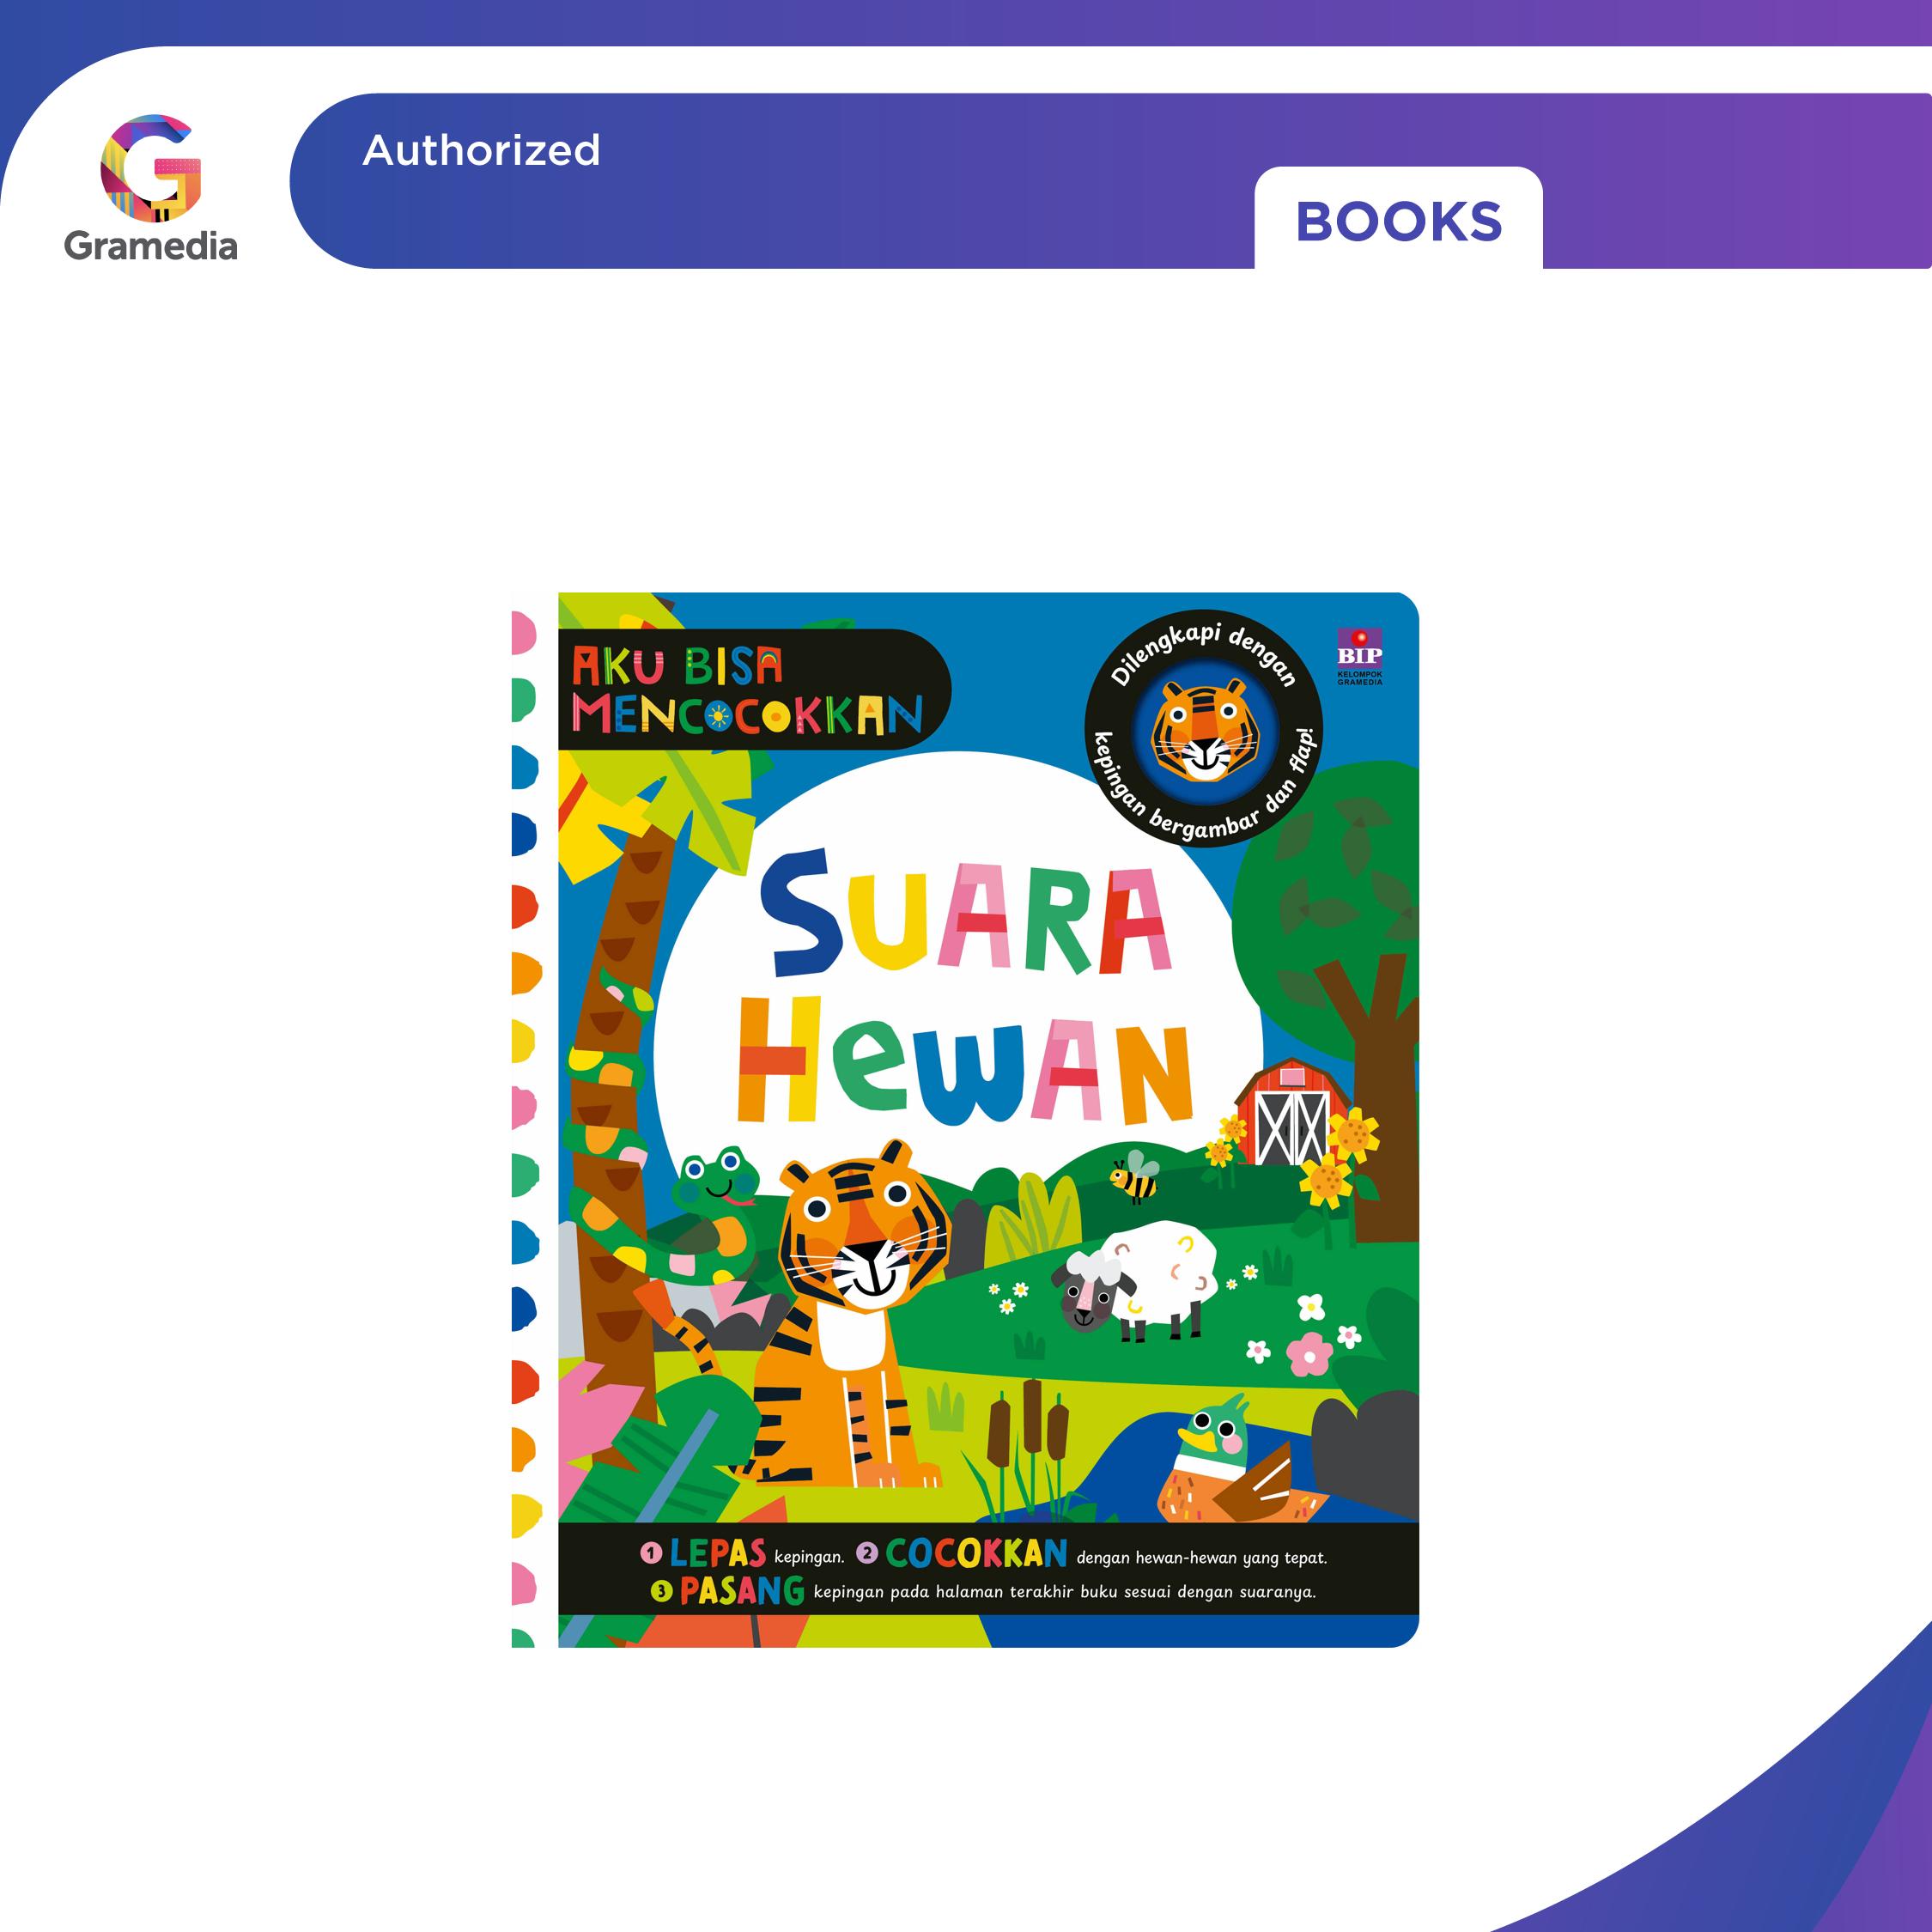 Gramedia
Authorized
BOOKS
AKU BISA
MENCOCOKKAN
Dilengkapi dengan
kepingan bergambar dan flap!
BIP
KELOMPOK
GRAMEDIA
SUARA
HeWAN
1 LEPAS kepingan. 2 COCOKKAN dengan hewan-hewan yang tepat.
3 PASANG kepingan pada halaman terakhir buku sesuai dengan suaranya.